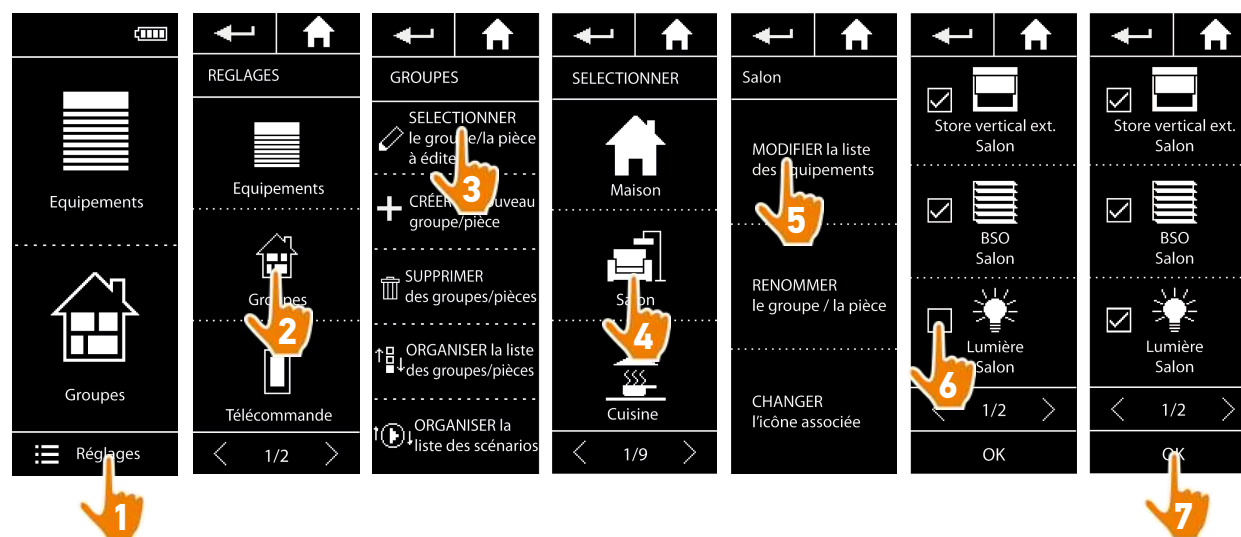 Equipements
Groupes
Réglages
1
REGLAGES
Equipements
Groupes
2
Télécommande
1/2
GROUPES
SELECTIONNER
le groupe/la pièce
à éditer
3
CRÉER nouveau
groupe/pièce
SUPPRIMER
des groupes/pièces
ORGANISER la liste
des groupes/pièces
ORGANISER la
liste des scénarios
SELECTIONNER
Maison
Salon
4
Cuisine
1/9
Salon
MODIFIER la liste
des équipements
5
RENOMMER
le groupe / la pièce
CHANGER
l'icône associée
Store vertical ext.
Salon
BSO
Salon
Lumière
Salon
6
1/2
OK
Store vertical ext.
Salon
BSO
Salon
Lumière
Salon
1/2
OK
7